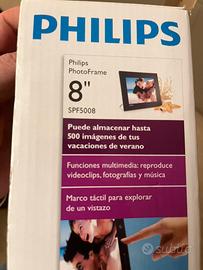 PHILIPS
Philips
PhotoFrame
8"
SPF5008
Puede almacenar hasta
500 imágenes de tus
vacaciones de verano
Funciones multimedia: reproduce
videoclips, fotografías y música
Marco táctil para explorar
de un vistazo
subito